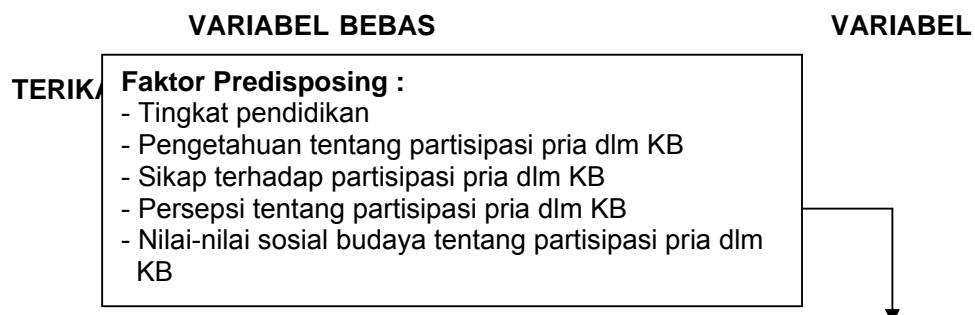 VARIABEL BEBAS VARIABEL
TERIKA
Faktor Predisposing :
- Tingkat pendidikan
- Pengetahuan tentang partisipasi pria dlm KB
- Sikap terhadap partisipasi pria dlm KB
- Persepsi tentang partisipasi pria dlm KB
- Nilai-nilai sosial budaya tentang partisipasi pria dlm
KB